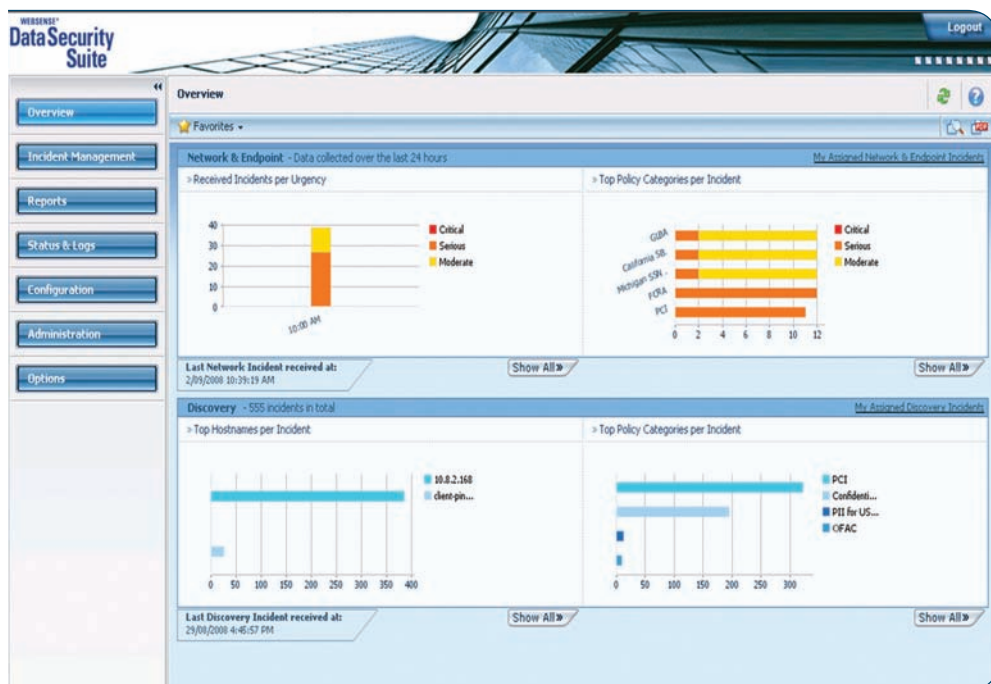 WEBSENSE®
Data Security
Suite
Logout
Overview
Incident Management
Reports
Status & Logs
Configuration
Administration
Options
Overview
Favorites
Network & Endpoint - Data collected over the last 24 hours
My Assigned Network & Endpoint Incidents
» Received Incidents per Urgency
40
30
20
10
0
10:00 AM
Critical
Serious
Moderate
» Top Policy Categories per Incident
GLBA
California SB.
Michigan SSN .
FCRA
PCI
0 2 4 6 8 10 12
Critical
Serious
Moderate
Last Network Incident received at:
2/09/2008 10:39:19 AM
Show All»
Show All»
Discovery - 555 incidents in total
My Assigned Discovery Incidents
» Top Hostnames per Incident
0 50 100 150 200 250 300 350 400
10.8.2.168
client-pin...
» Top Policy Categories per Incident
0 50 100 150 200 250 300
PCI
Confidenti...
PII for US...
OFAC
Last Discovery Incident received at:
29/08/2008 4:45:57 PM
Show All»
Show All»